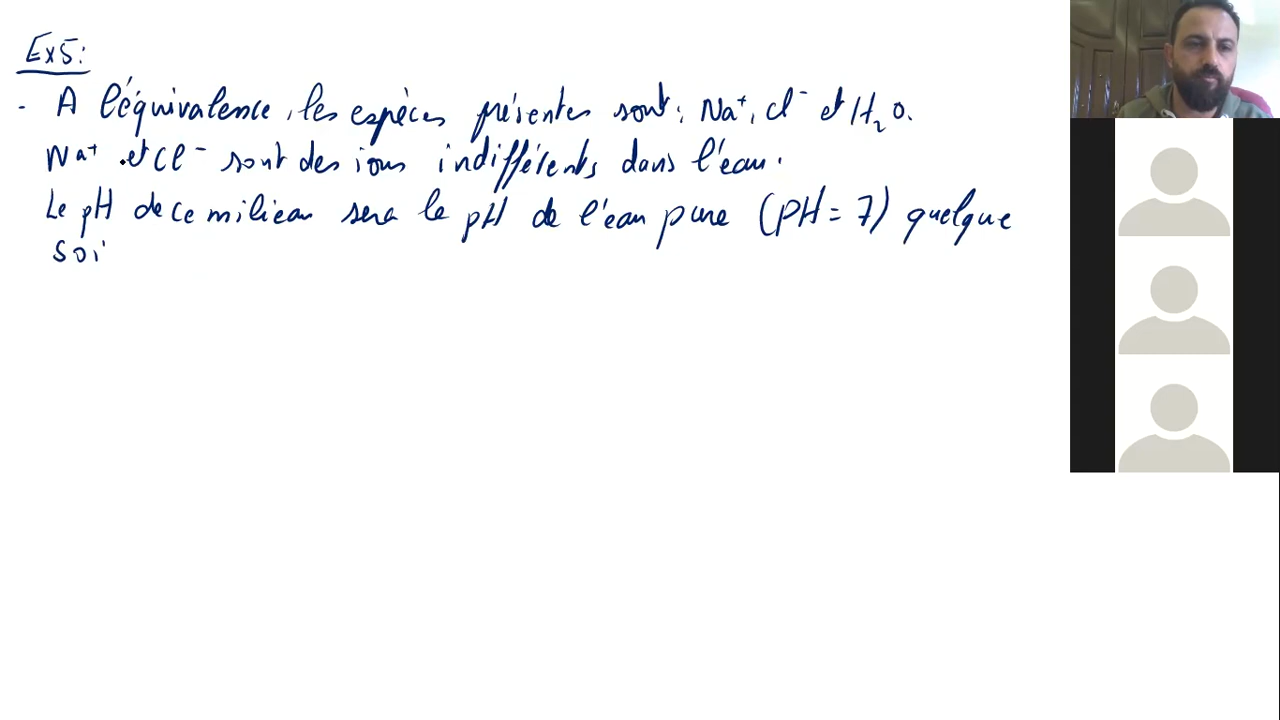 Ex5:
- A l'équivalence, les espèces présentes sont: Na⁺, Cl⁻ et H₂O.
Na⁺ et Cl⁻ sont des ions indifférents dans l'eau.
Le pH de ce milieu sera le pH de l'eau pure (PH = 7) quelque
soi